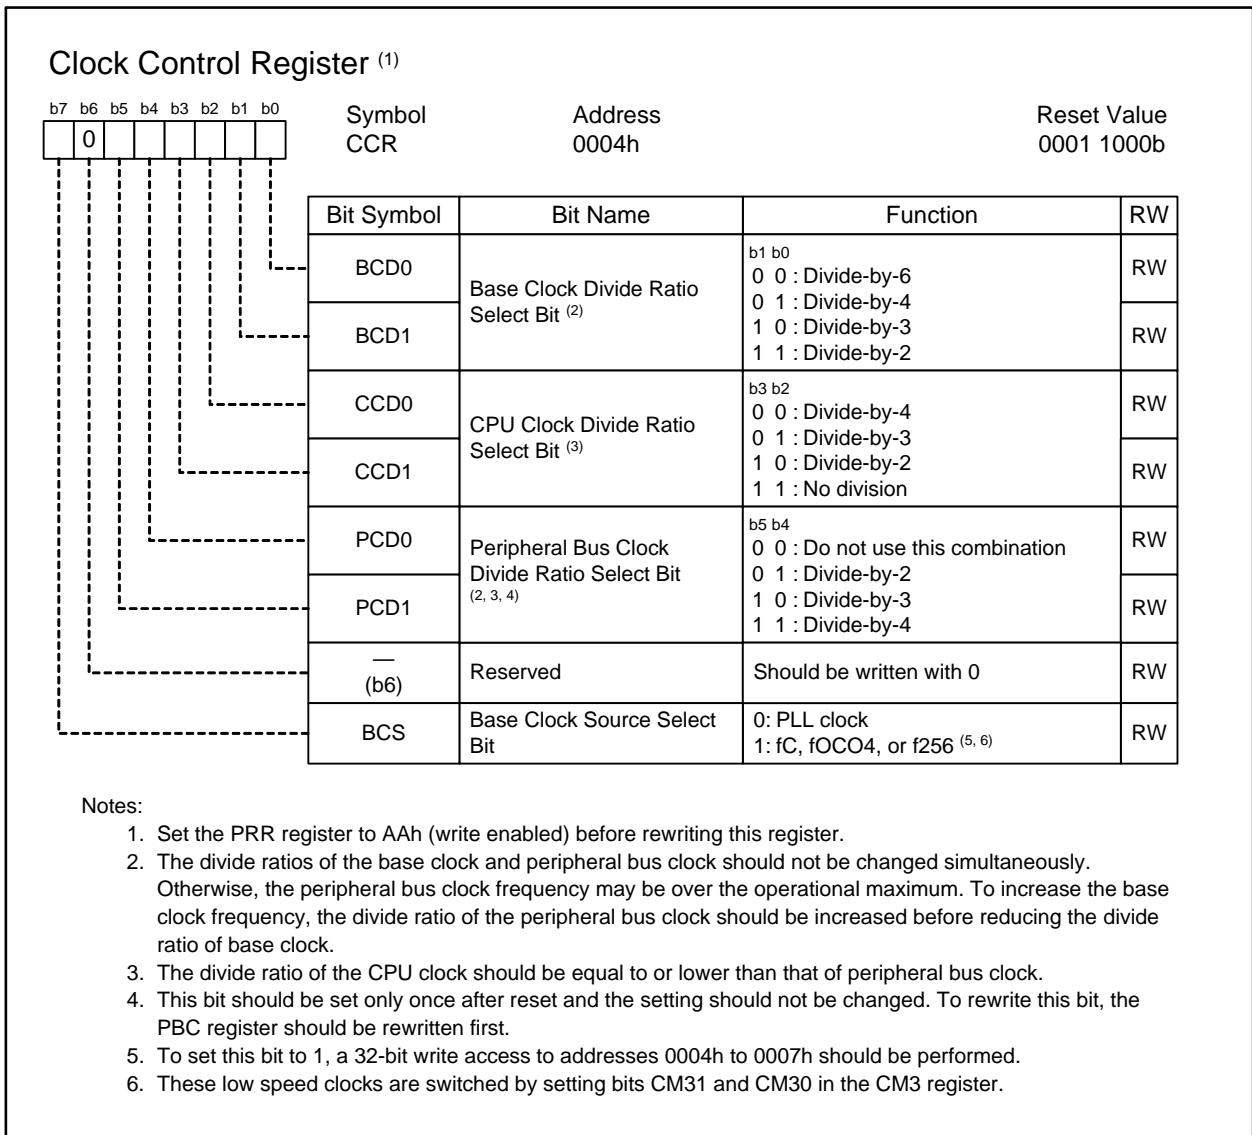 Clock Control Register (1)
b7 b6 b5 b4 b3 b2 b1 b0
0
Symbol Address Reset Value
CCR 0004h 0001 1000b
Bit Symbol Bit Name Function RW
BCD0
BCD1
Base Clock Divide Ratio
Select Bit (2)
b1 b0
0 0 : Divide-by-6
0 1 : Divide-by-4
1 0 : Divide-by-3
1 1 : Divide-by-2
RW
RW
CCD0
CCD1
CPU Clock Divide Ratio
Select Bit (3)
b3 b2
0 0 : Divide-by-4
0 1 : Divide-by-3
1 0 : Divide-by-2
1 1 : No division
RW
RW
PCD0
PCD1
Peripheral Bus Clock
Divide Ratio Select Bit
(2, 3, 4)
b5 b4
0 0 : Do not use this combination
0 1 : Divide-by-2
1 0 : Divide-by-3
1 1 : Divide-by-4
RW
RW
—
(b6)
Reserved
Should be written with 0
RW
BCS
Base Clock Source Select
Bit
0: PLL clock
1: fC, fOCO4, or f256 (5, 6)
RW
Notes:
1. Set the PRR register to AAh (write enabled) before rewriting this register.
2. The divide ratios of the base clock and peripheral bus clock should not be changed simultaneously.
Otherwise, the peripheral bus clock frequency may be over the operational maximum. To increase the base
clock frequency, the divide ratio of the peripheral bus clock should be increased before reducing the divide
ratio of base clock.
3. The divide ratio of the CPU clock should be equal to or lower than that of peripheral bus clock.
4. This bit should be set only once after reset and the setting should not be changed. To rewrite this bit, the
PBC register should be rewritten first.
5. To set this bit to 1, a 32-bit write access to addresses 0004h to 0007h should be performed.
6. These low speed clocks are switched by setting bits CM31 and CM30 in the CM3 register.